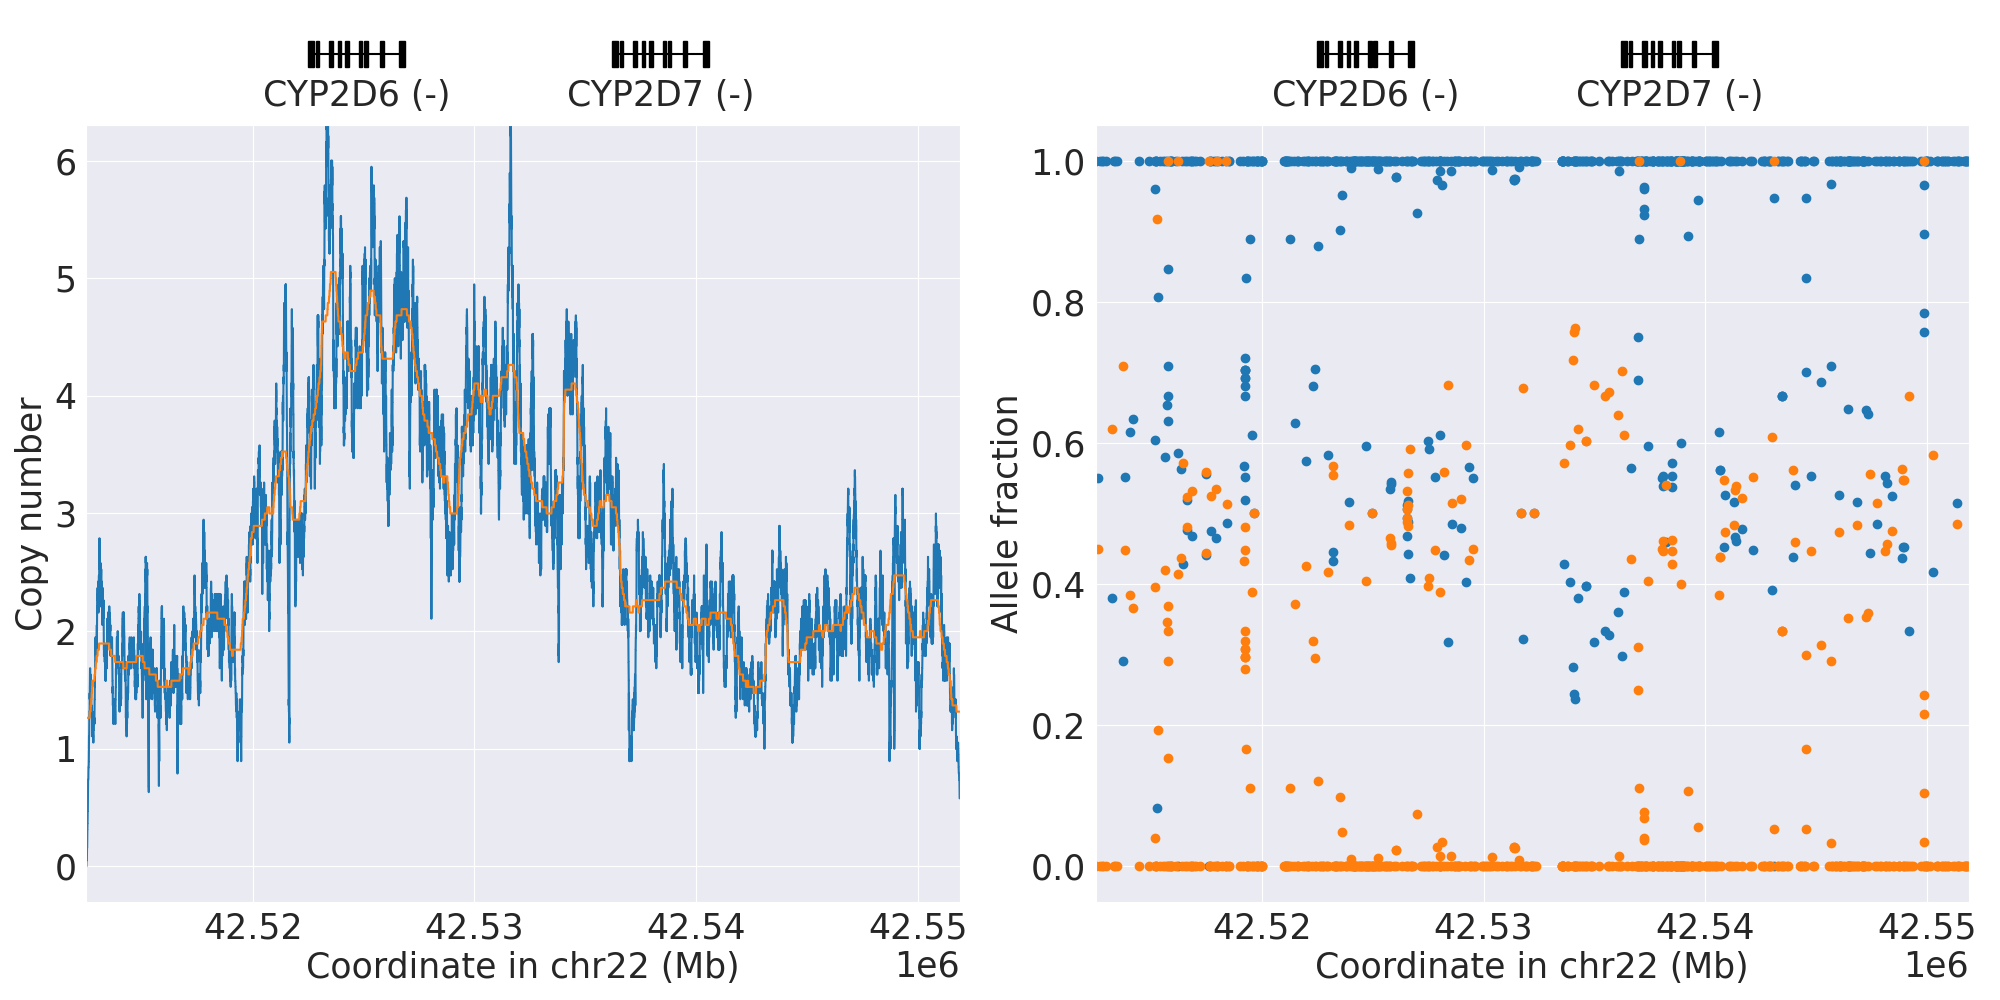 CYP2D6 (-) CYP2D7 (-)
6
5
4
3
2
1
0
Copy number
42.52 42.53 42.54 42.55
1e6
Coordinate in chr22 (Mb)
CYP2D6 (-) CYP2D7 (-)
1.0
0.8
0.6
0.4
0.2
0.0
Allele fraction
42.52 42.53 42.54 42.55
1e6
Coordinate in chr22 (Mb)